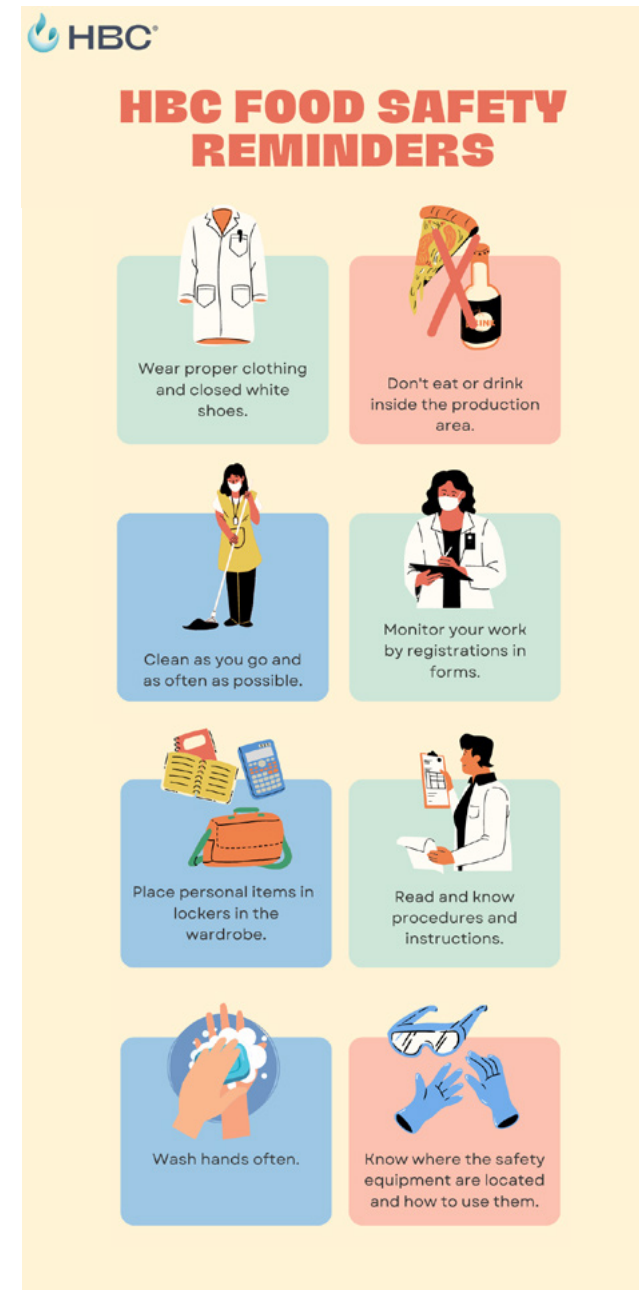 HBC®
HBC FOOD SAFETY
REMINDERS
Wear proper clothing
and closed white
shoes.
Don't eat or drink
inside the production
area.
Clean as you go and
as often as possible.
Monitor your work
by registrations in
forms.
Place personal items in
lockers in the
wardrobe.
Read and know
procedures and
instructions.
Wash hands often.
Know where the safety
equipment are located
and how to use them.